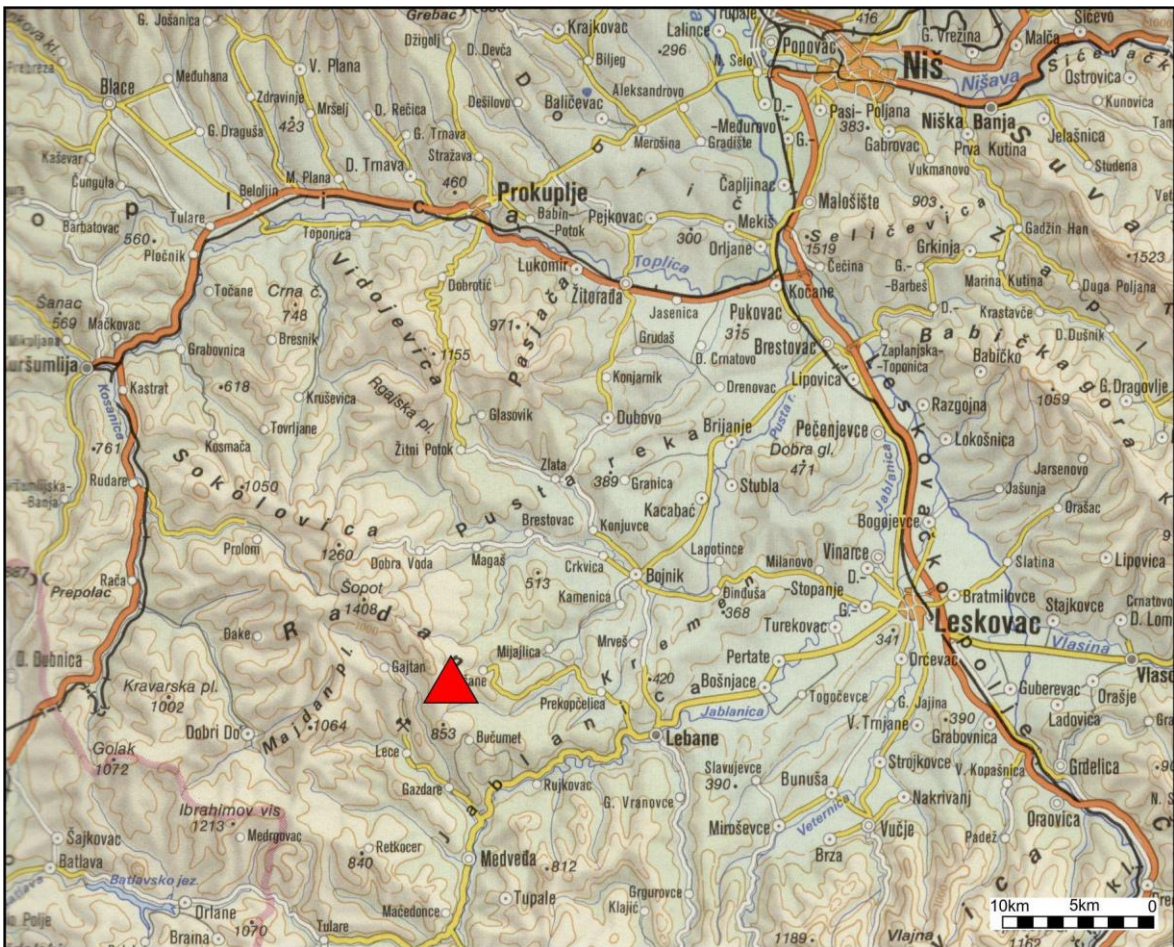 G. Jošanica
Grebac
Krajkovac
Lalince
Trupale
Popovac
416
G. Vrežina
Malča
Sićevo
Džigolj
D. Devča
Biljeg
296
N. Selo
Niš
Nišava
Ostrovica
Prebreza
Međuhana
V. Plana
Blace
Zdravinje
Mršelj
D. Rečica
Dešilovo
Baličevac
Aleksandrovo
D.-
-Međurovo
Pasi-Poljana
383
Niška Banja
Kunovica
Jelašnica
423
G. Draguša
G. Trnava
Merošina
Gradište
G.-
Gabrovac
Prva Kutina
Studena
Kaševar
D. Trnava
Stražava
Vukmanovo
Čungula
M. Plana
460
Beloljin
Prokuplje
Čapljinac
Malošište
903
Suva
Barbatovac
560
Tulare
Toponica
Babin-
-Potok
Pejkovac
Mekiš
300
Orljane
1519
Seličevica
Gadžin Han
Pločnik
Vidojevica
Lukomir
Toplica
Čečina
Grkinja
1523
Dobrotić
Žitorađa
Kočane
G.-
-Barbeš
Marina Kutina
Duga Poljana
Točane
Crna č.
748
Pasjača
Jasenica
Šanac
569
Mačkovac
Bresnik
971
Pukovac
315
D.-
Krastavče
D. Dušnik
Grabovnica
Grudaš
D. Crnatovo
Brestovac
Zaplanjska-
-Toponica
Babička gora
Babičko
1155
Kastrat
618
Kruševica
Rgajska pl.
Konjarnik
Drenovac
Lipovica
G. Dragovlje
1059
Kosanica
Glasovik
Dubovo
Pusta r.
Razgojna
761
Kosmača
Tovrljane
Žitni Potok
Brijanje
Pečenjevce
Lokošnica
Sokolovica
1050
Zlata
389
Granica
Dobra gl.
471
Jablanica
Jarsenovo
Rudare
Pusta reka
Stubla
Jašunja
Orašac
Kacabać
Bogojevce
Leskovačko polje
Prolom
1260
Brestovac
Konjuvce
Dobra Voda
Magaš
Lapotince
Milanovo
Vinarce
Slatina
Lipovica
Crkvica
Rača
Prepolac
Šopot
1408
513
Bojnik
Đinđuša
368
-Stopanje
D.-
Bratmilovce
Stajkovce
Kamenica
G.-
Leskovac
Đake
Radan
Mrveš
Kremen
Turekovac
341
Vlasina
D. Dubnica
Gajtan
Mijajlica
Pertate
Drćevac
Kravarska pl.
1002
Majdan pl.
420
Bošnjace
Togočevce
G. Jajina
Guberevac
Orašje
Prekopčelica
1064
Dobri Do
853
Bučumet
Jablanica
V. Trnjane
390
Grabovnica
Ladovica
Lece
Lebane
Golak
1072
Slavujevce
390
Bunuša
Strojkovce
V. Kopašnica
Grdelica
Gazdare
Rujkovac
Ibrahimov vis
1213
G. Vranovce
Nakrivanj
Medrgovac
Miroševce
Veternica
Oraovica
Šajkovac
Retkocer
840
Vučje
Padež
Batlava
Medveđa
812
Brza
Batlavsko jez.
Tupale
Grgurovce
Orlane
Mačedonce
Klajić
Braina
1070
Tulare
1189
Vlajna
1162
10km 5km 0